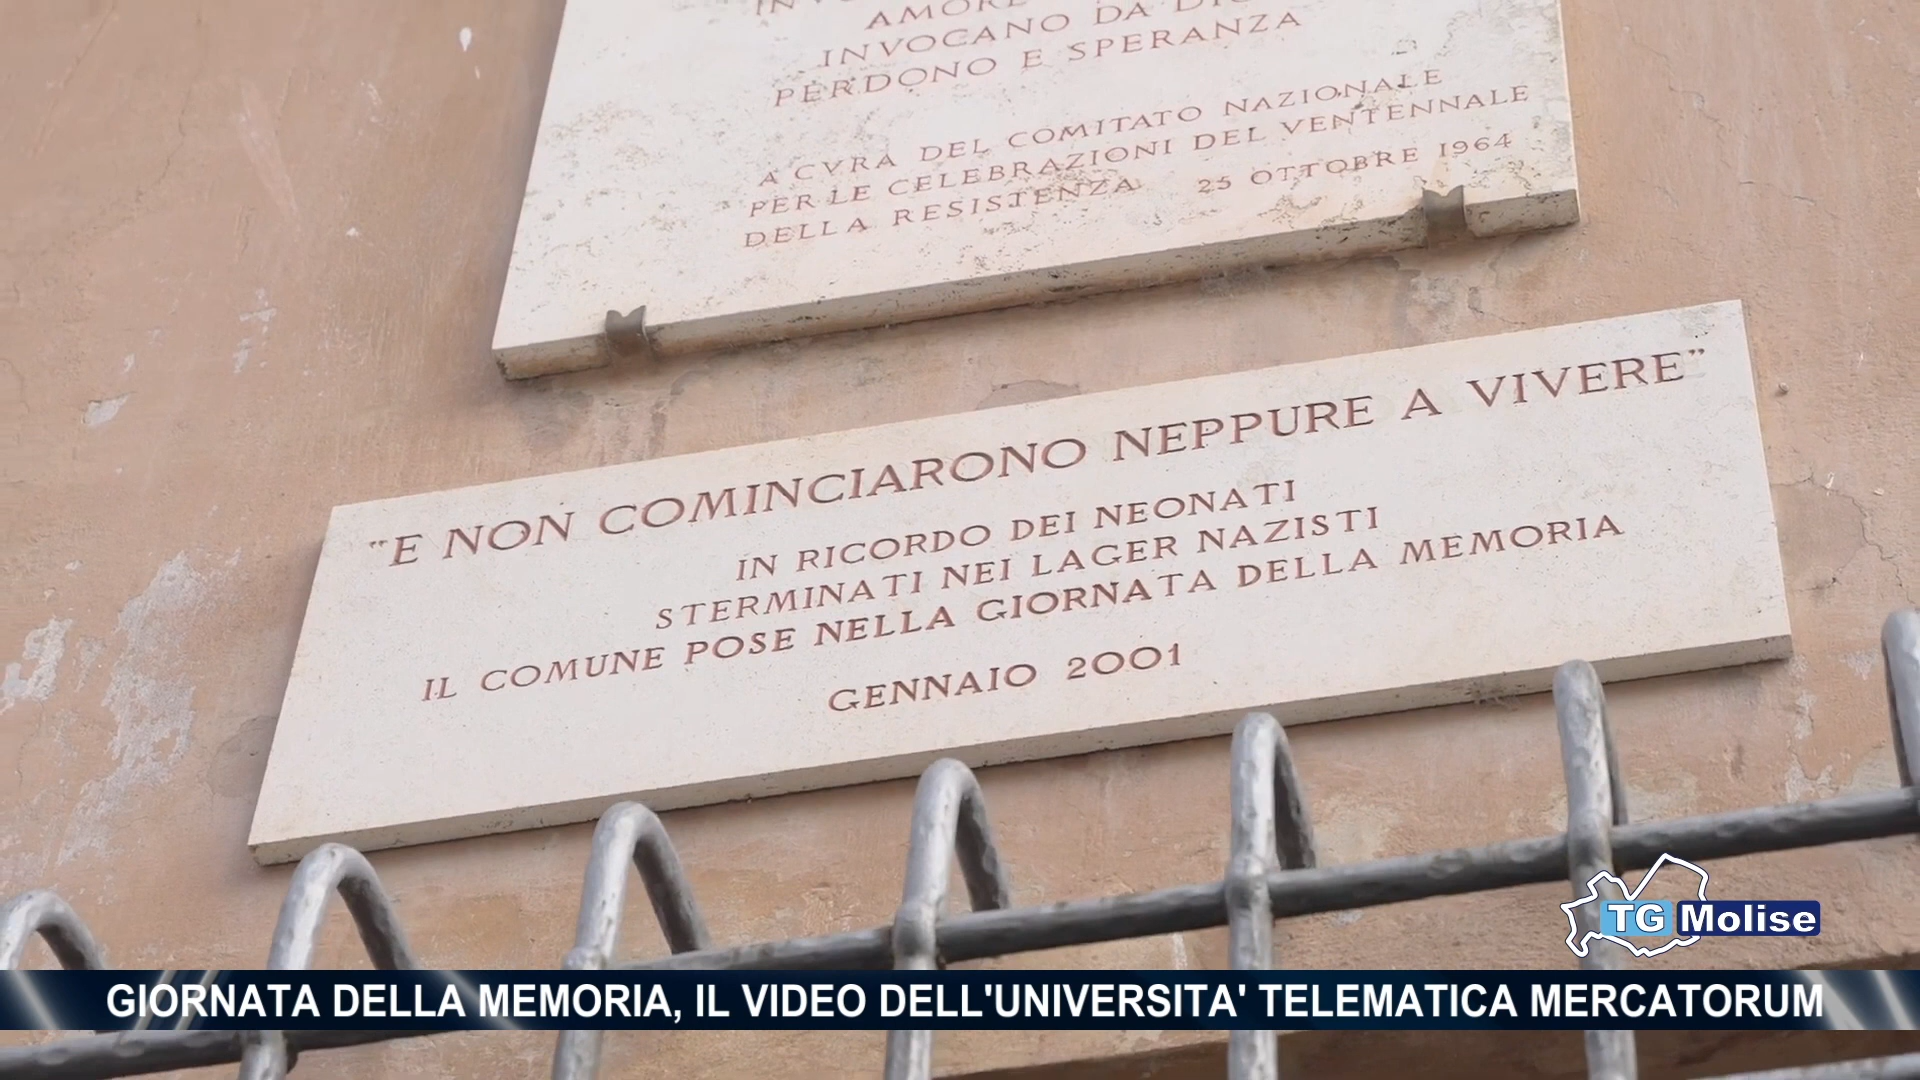 AMORE
INVOCANO DA
PERDONO E SPERANZA
A CVRA DEL COMITATO NAZIONALE
PER LE CELEBRAZIONI DEL VENTENNALE
DELLA RESISTENZA 25 OTTOBRE 1964
"E NON COMINCIARONO NEPPURE A VIVERE"
IN RICORDO DEI NEONATI
STERMINATI NEI LAGER NAZISTI
IL COMUNE POSE NELLA GIORNATA DELLA MEMORIA
GENNAIO 2001
TG Molise
GIORNATA DELLA MEMORIA, IL VIDEO DELL'UNIVERSITA' TELEMATICA MERCATORUM